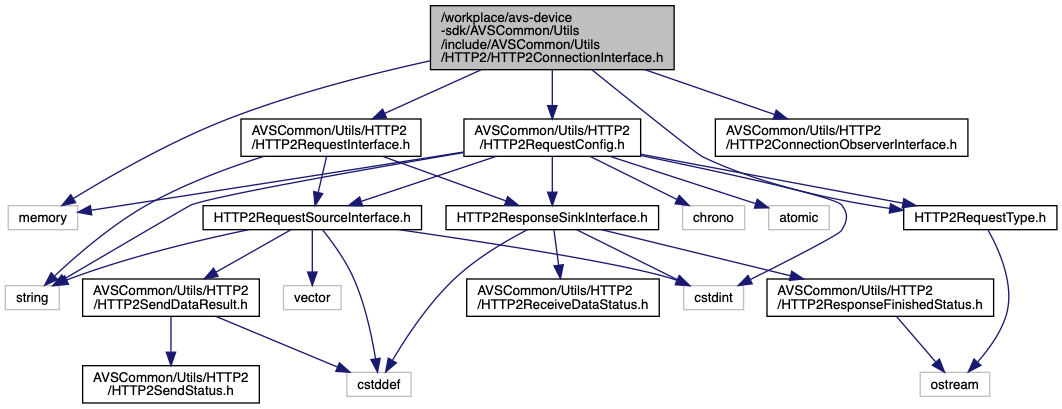 /workplace/avs-device
-sdk/AVSCommon/Utils
/include/AVSCommon/Utils
/HTTP2/HTTP2ConnectionInterface.h
AVSCommon/Utils/HTTP2
/HTTP2RequestInterface.h
AVSCommon/Utils/HTTP2
/HTTP2RequestConfig.h
AVSCommon/Utils/HTTP2
/HTTP2ConnectionObserverInterface.h
memory
HTTP2RequestSourceInterface.h
HTTP2ResponseSinkInterface.h
chrono
atomic
HTTP2RequestType.h
string
AVSCommon/Utils/HTTP2
/HTTP2SendDataResult.h
vector
AVSCommon/Utils/HTTP2
/HTTP2ReceiveDataStatus.h
cstdint
AVSCommon/Utils/HTTP2
/HTTP2ResponseFinishedStatus.h
AVSCommon/Utils/HTTP2
/HTTP2SendStatus.h
cstddef
ostream